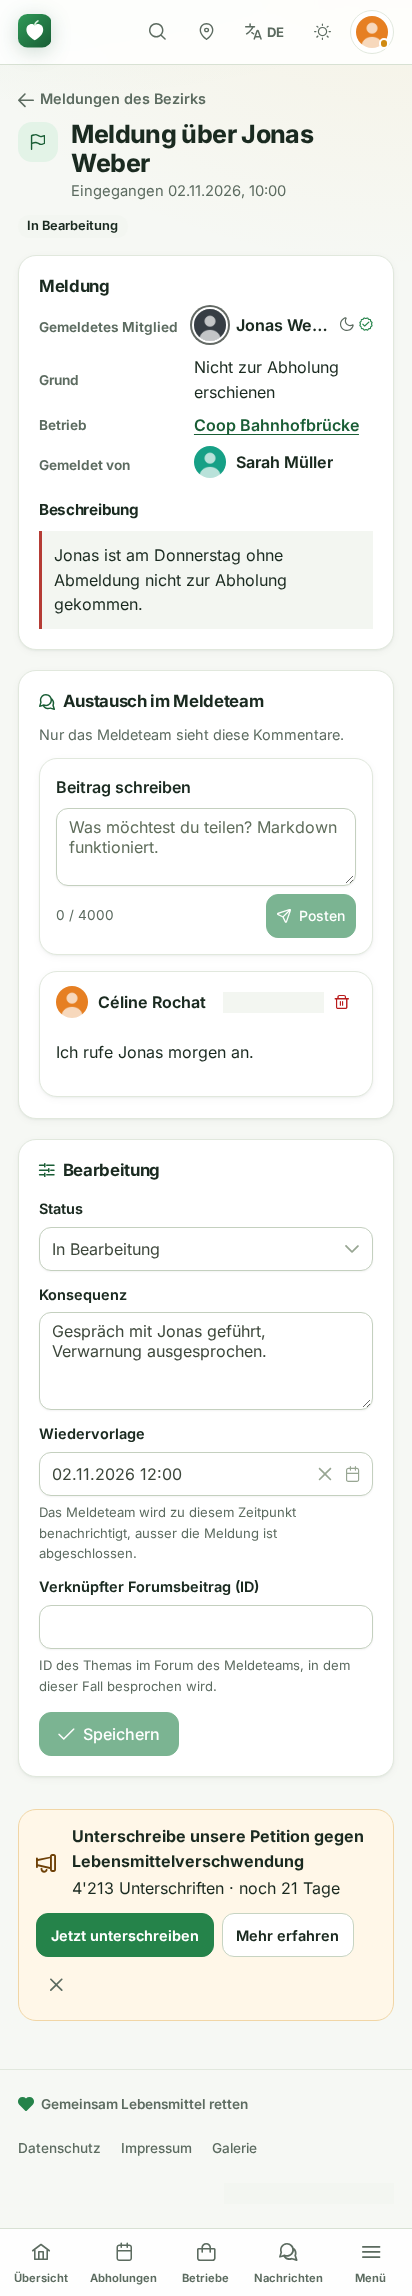 DE
Meldungen des Bezirks
Meldung über Jonas
Weber
Eingegangen 02.11.2026, 10:00
In Bearbeitung
Meldung
Gemeldetes Mitglied
Jonas We...
Grund
Nicht zur Abholung
erschienen
Betrieb
Coop Bahnhofbrücke
Gemeldet von
Sarah Müller
Beschreibung
Jonas ist am Donnerstag ohne
Abmeldung nicht zur Abholung
gekommen.
Austausch im Meldeteam
Nur das Meldeteam sieht diese Kommentare.
Beitrag schreiben
Was möchtest du teilen? Markdown
funktioniert.
0 / 4000
Posten
Céline Rochat
Ich rufe Jonas morgen an.
Bearbeitung
Status
In Bearbeitung
Konsequenz
Gespräch mit Jonas geführt,
Verwarnung ausgesprochen.
Wiedervorlage
02.11.2026 12:00
Das Meldeteam wird zu diesem Zeitpunkt
benachrichtigt, ausser die Meldung ist
abgeschlossen.
Verknüpfter Forumsbeitrag (ID)
ID des Themas im Forum des Meldeteams, in dem
dieser Fall besprochen wird.
Speichern
Unterschreibe unsere Petition gegen
Lebensmittelverschwendung
4'213 Unterschriften · noch 21 Tage
Jetzt unterschreiben
Mehr erfahren
Gemeinsam Lebensmittel retten
Datenschutz Impressum Galerie
Übersicht Abholungen Betriebe Nachrichten Menü